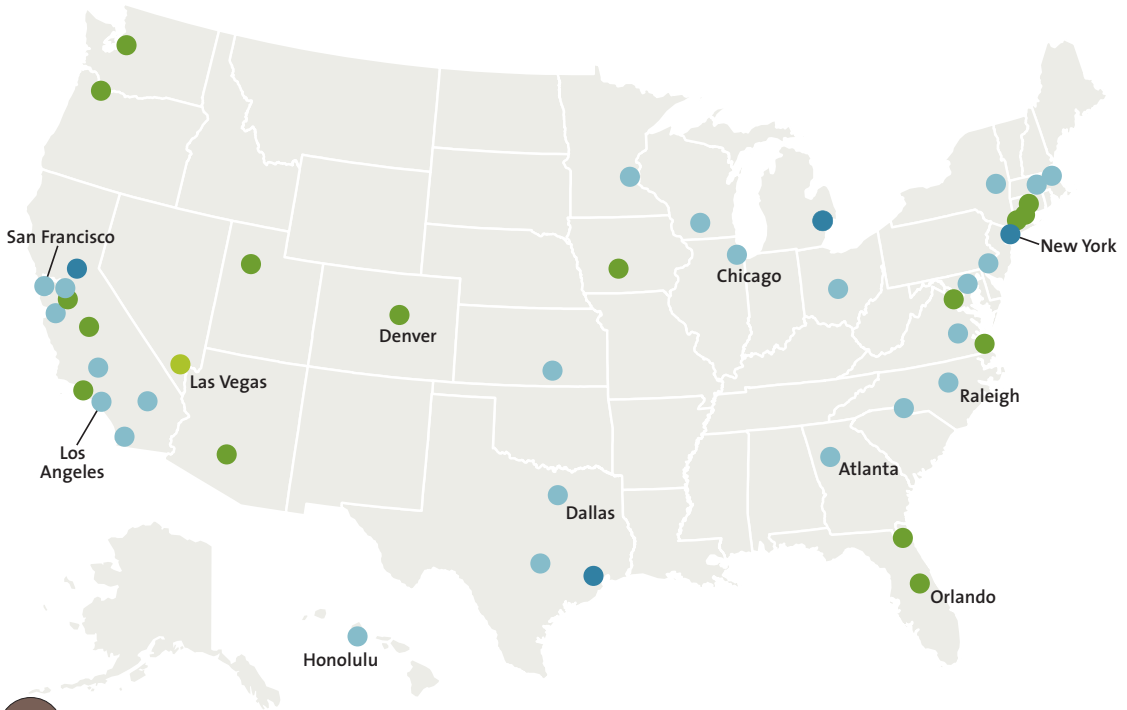 San Francisco
New York
Chicago
Denver
Las Vegas
Raleigh
Los
Angeles
Atlanta
Dallas
Orlando
Honolulu